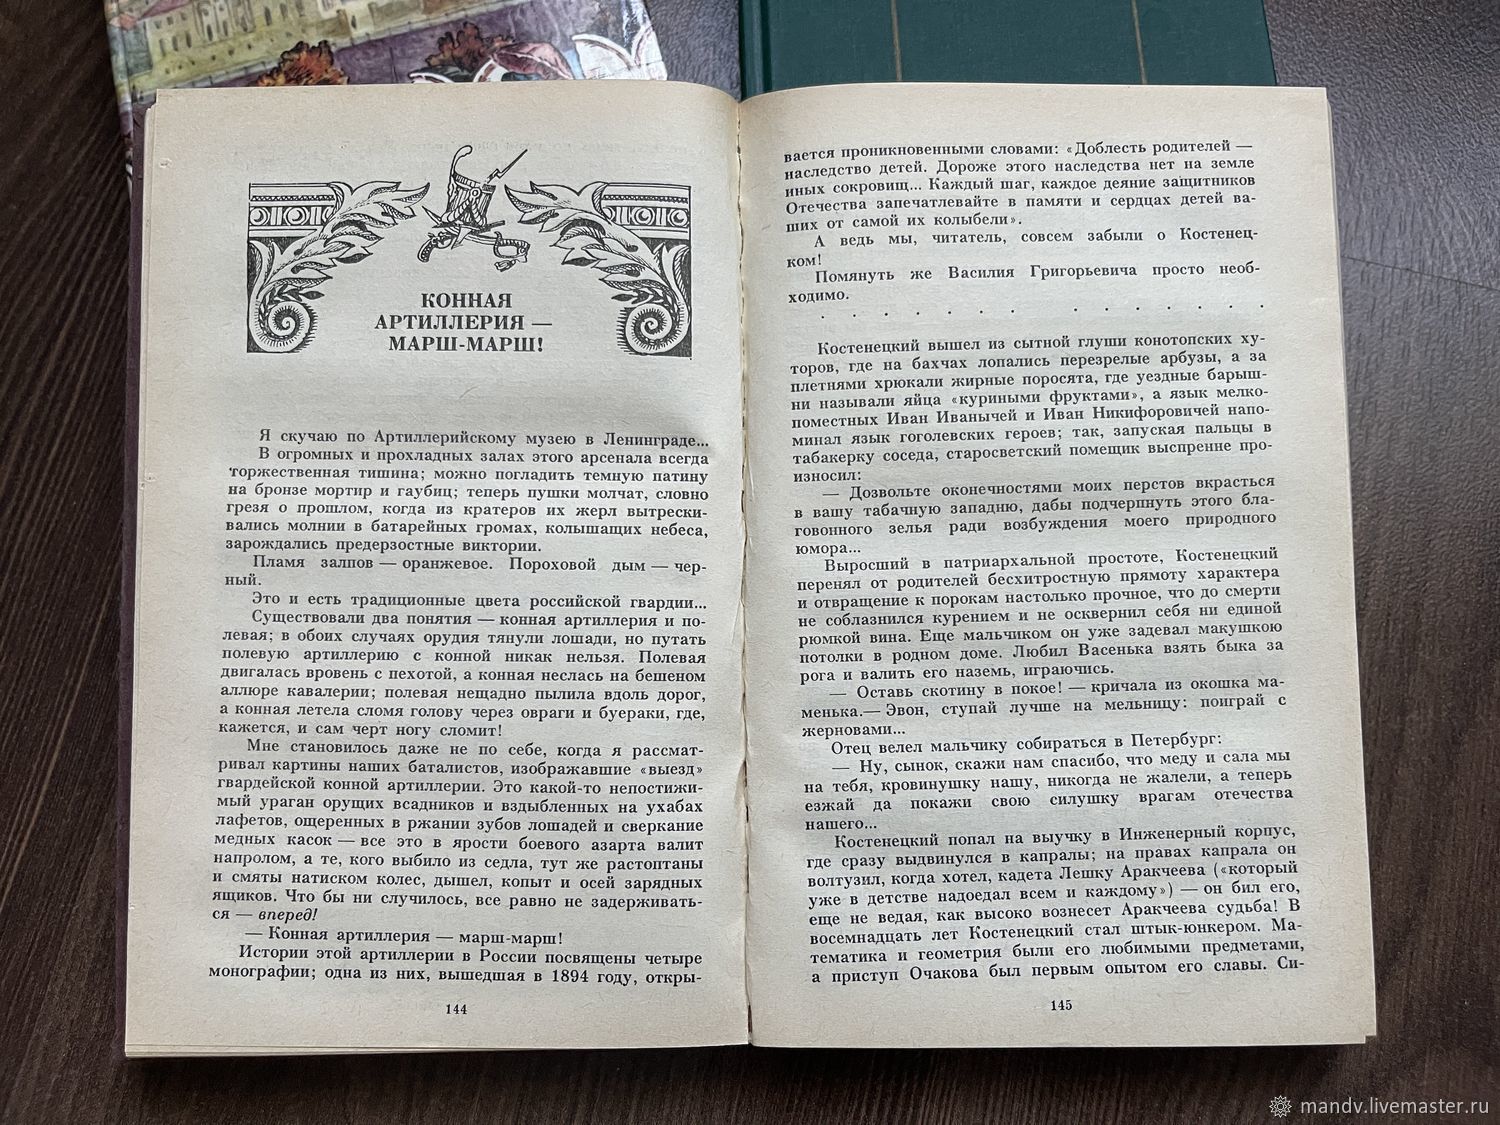 КОННАЯ
АРТИЛЛЕРИЯ —
МАРШ-МАРШ!
Я скучаю по Артиллерийскому музею в Ленинграде...
В огромных и прохладных залах этого арсенала всегда
торжественная тишина; можно погладить темную патину
на бронзе мортир и гаубиц; теперь пушки молчат, словно
грезя о прошлом, когда из кратеров их жерл вытрески-
вались молнии в батарейных громах, колышащих небеса,
зарождались предерзостные виктории.
Пламя залпов — оранжевое. Пороховой дым — чер-
ный.
Это и есть традиционные цвета российской гвардии...
Существовали два понятия — конная артиллерия и по-
левая; в обоих случаях орудия тянули лошади, но путать
полевую артиллерию с конной никак нельзя. Полевая
двигалась вровень с пехотой, а конная неслась на бешеном
аллюре кавалерии; полевая нещадно пылила вдоль дорог,
а конная летела сломя голову через овраги и буераки, где,
кажется, и сам черт ногу сломит!
Мне становилось даже не по себе, когда я рассмат-
ривал картины наших баталистов, изображавшие «выезд»
гвардейской конной артиллерии. Это какой-то непостижи-
мый ураган орущих всадников и вздыбленных на ухабах
лафетов, ощеренных в ржании зубов лошадей и сверкание
медных касок — все это в ярости боевого азарта валит
напролом, а те, кого выбило из седла, тут же растоптаны
и смяты натиском колес, дышел, копыт и осей зарядных
ящиков. Что бы ни случилось, все равно не задерживать-
ся — вперед!
— Конная артиллерия — марш-марш!
Истории этой артиллерии в России посвящены четыре
монографии; одна из них, вышедшая в 1894 году, откры-
144
вается проникновенными словами: «Доблесть родителей —
наследство детей. Дороже этого наследства нет на земле
иных сокровищ... Каждый шаг, каждое деяние защитников
Отечества запечатлевайте в памяти и сердцах детей ва-
ших от самой их колыбели».
А ведь мы, читатель, совсем забыли о Костенец-
ком!
Помянуть же Василия Григорьевича просто необ-
ходимо.
. . . . . . . . . . . . .
Костенецкий вышел из сытной глуши конотопских ху-
торов, где на бахчах лопались перезрелые арбузы, а за
плетнями хрюкали жирные поросята, где уездные барыш-
ни называли яйца «куриными фруктами», а язык мелко-
поместных Иван Иванычей и Иван Никифоровичей напо-
минал язык гоголевских героев; так, запуская пальцы в
табакерку соседа, старосветский помещик выспренне про-
износил:
— Дозвольте оконечностями моих перстов вкрасться
в вашу табачную западню, дабы подчерпнуть этого бла-
говонного зелья ради возбуждения моего природного
юмора...
Выросший в патриархальной простоте, Костенецкий
перенял от родителей бесхитростную прямоту характера
и отвращение к порокам настолько прочное, что до смерти
не соблазнился курением и не осквернил себя ни единой
рюмкой вина. Еще мальчиком он уже задевал макушкою
потолки в родном доме. Любил Васенька взять быка за
рога и валить его наземь, играючись.
— Оставь скотину в покое! — кричала из окошка ма-
менька.— Эвон, ступай лучше на мельницу: поиграй с
жерновами...
Отец велел мальчику собираться в Петербург:
— Ну, сынок, скажи нам спасибо, что меду и сала мы
на тебя, кровинушку нашу, никогда не жалели, а теперь
езжай да покажи свою силушку врагам отечества
нашего...
Костенецкий попал на выучку в Инженерный корпус,
где сразу выдвинулся в капралы; на правах капрала он
волтузил, когда хотел, кадета Лешку Аракчеева («который
уже в детстве надоедал всем и каждому») — он бил его,
еще не ведая, как высоко вознесет Аракчеева судьба! В
восемнадцать лет Костенецкий стал штык-юнкером. Ма-
тематика и геометрия были его любимыми предметами,
а приступ Очакова был первым опытом его славы. Си-
145
mandv.livemaster.ru